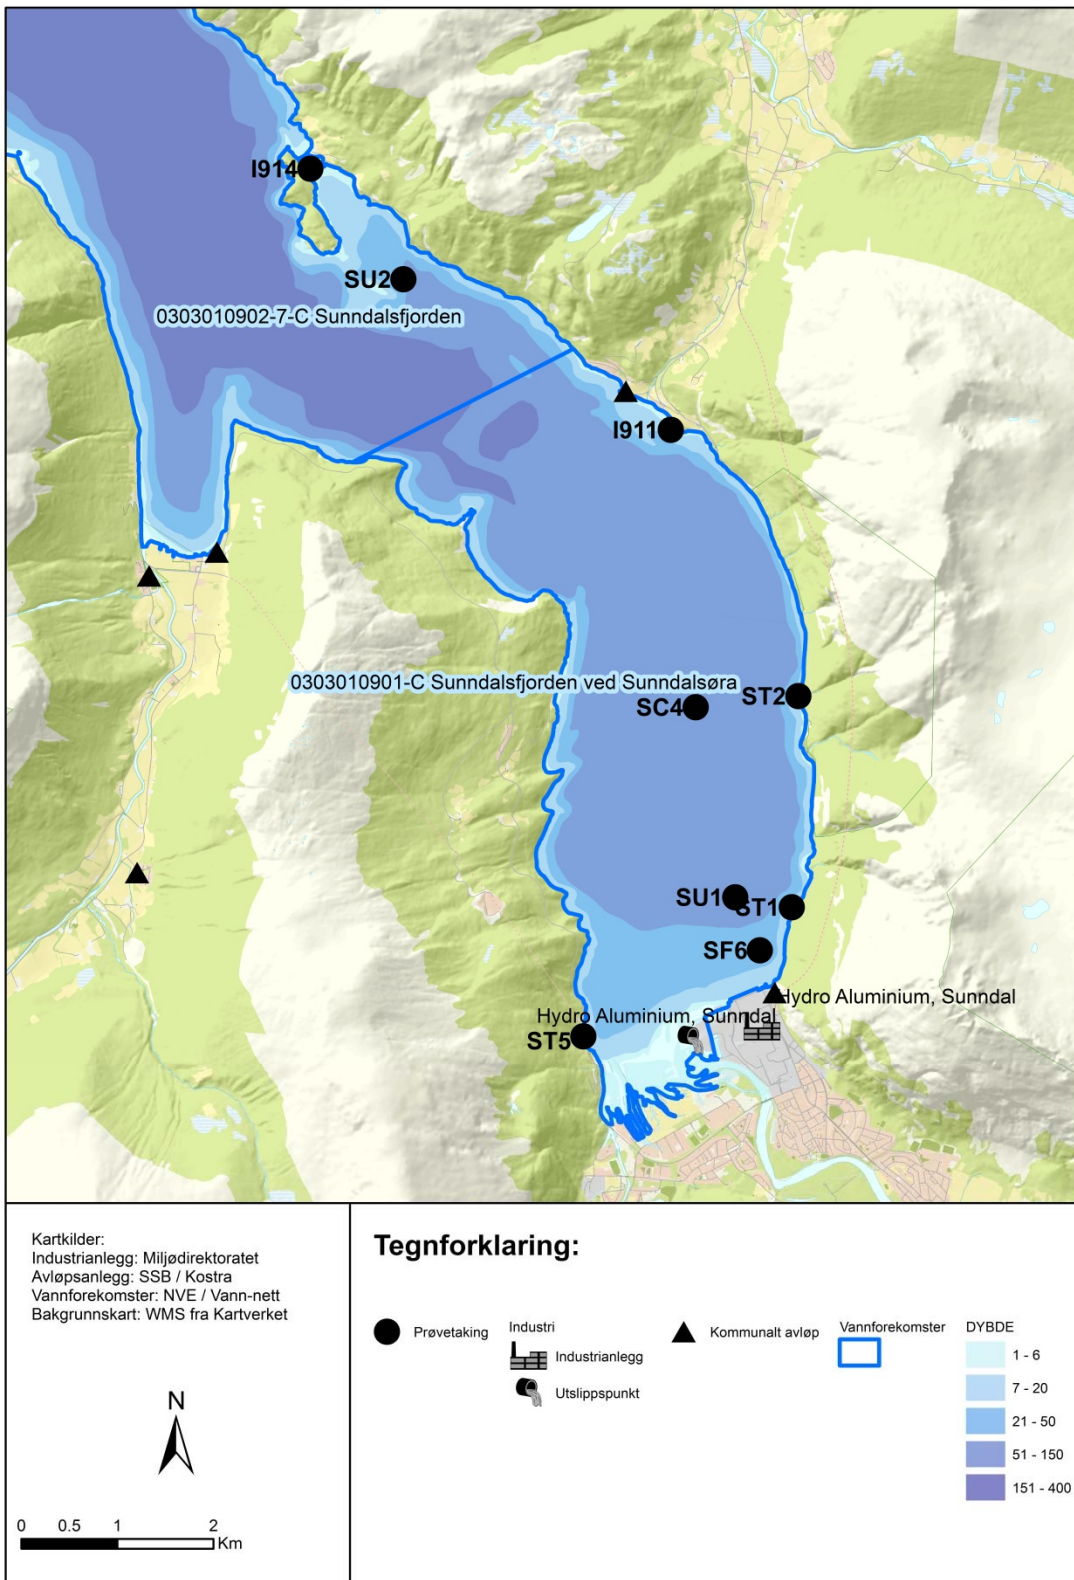 I914
SU2
0303010902-7-C Sunndalsfjorden
I911
0303010901-C Sunndalsfjorden ved Sunndalsøra
ST2
SC4
SU1
ST1
SF6
Hydro Aluminium, Sunndal
Hydro Aluminium, Sunndal
ST5
Kartkilder:
Industrianlegg: Miljødirektoratet
Avløpsanlegg: SSB / Kostra
Vannforekomster: NVE / Vann-nett
Bakgrunnskart: WMS fra Kartverket
N
0 0.5 1 2
Km
Tegnforklaring:
Prøvetaking
Industri
Industrianlegg
Utslippspunkt
Kommunalt avløp
Vannforekomster
DYBDE
1 - 6
7 - 20
21 - 50
51 - 150
151 - 400